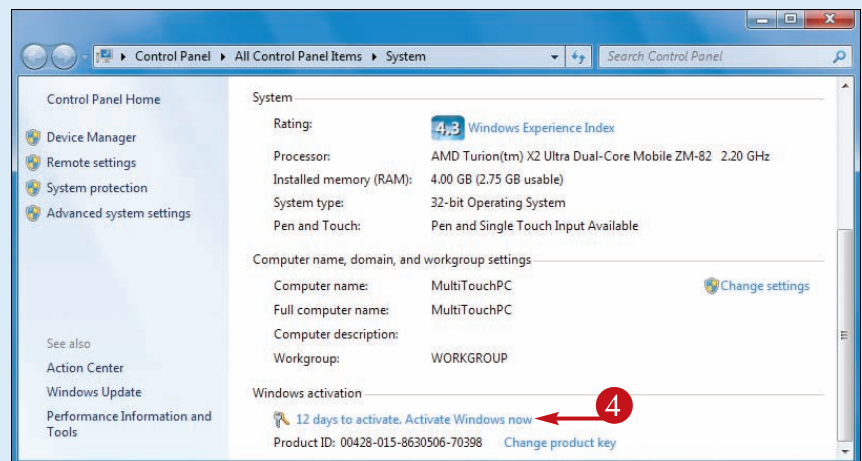 Control Panel ▸ All Control Panel Items ▸ System
Search Control Panel
Control Panel Home
Device Manager
Remote settings
System protection
Advanced system settings
See also
Action Center
Windows Update
Performance Information and
Tools
System
Rating: 4.3 Windows Experience Index
Processor: AMD Turion(tm) X2 Ultra Dual-Core Mobile ZM-82 2.20 GHz
Installed memory (RAM): 4.00 GB (2.75 GB usable)
System type: 32-bit Operating System
Pen and Touch: Pen and Single Touch Input Available
Computer name, domain, and workgroup settings
Computer name: MultiTouchPC
Change settings
Full computer name: MultiTouchPC
Computer description:
Workgroup: WORKGROUP
Windows activation
12 days to activate. Activate Windows now
4
Product ID: 00428-015-8630506-70398 Change product key